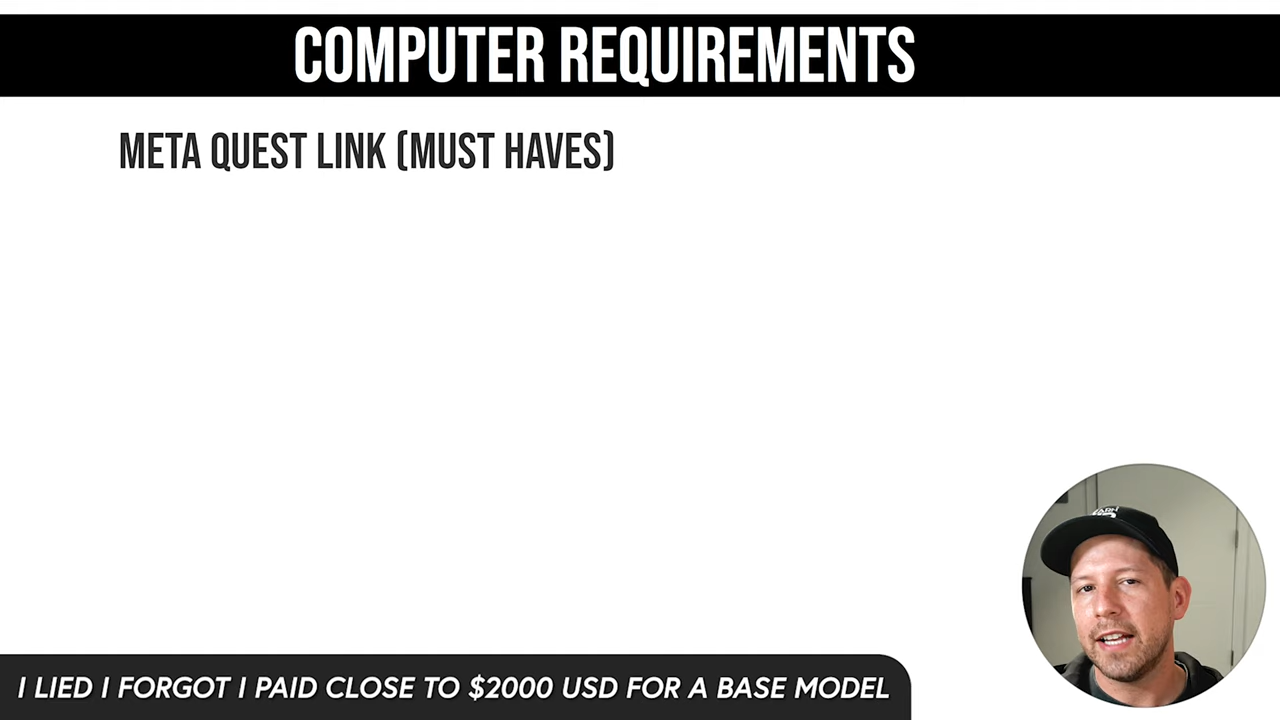 COMPUTER REQUIREMENTS
META QUEST LINK (MUST HAVES)
I LIED I FORGOT I PAID CLOSE TO $2000 USD FOR A BASE MODEL